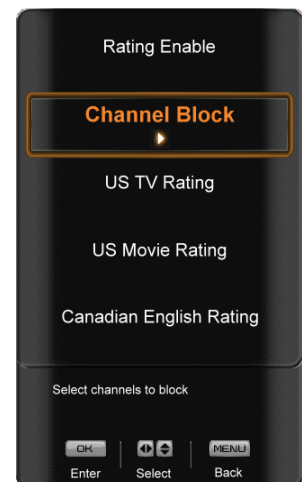 Rating Enable
Channel Block
US TV Rating
US Movie Rating
Canadian English Rating
Select channels to block
OK MENU
Enter Select Back